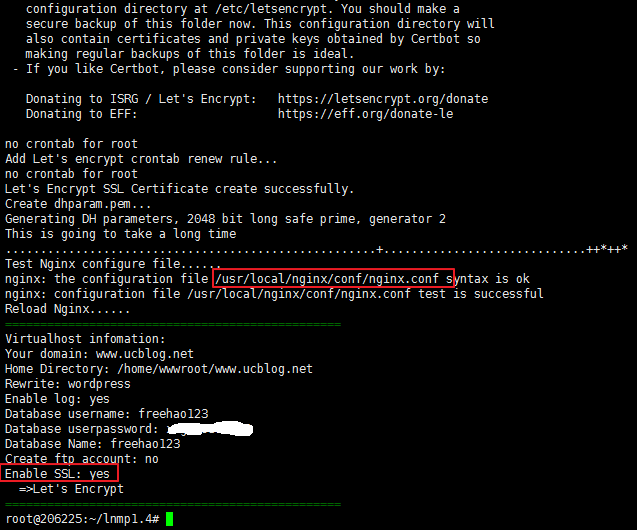 configuration directory at /etc/letsencrypt. You should make a
secure backup of this folder now. This configuration directory will
also contain certificates and private keys obtained by Certbot so
making regular backups of this folder is ideal.
- If you like Certbot, please consider supporting our work by:
Donating to ISRG / Let's Encrypt:   https://letsencrypt.org/donate
Donating to EFF:                    https://eff.org/donate-le
no crontab for root
Add Let's encrypt crontab renew rule...
no crontab for root
Let's Encrypt SSL Certificate create successfully.
Create dhparam.pem...
Generating DH parameters, 2048 bit long safe prime, generator 2
This is going to take a long time
......................................................+.............................++*++*
Test Nginx configure file......
nginx: the configuration file /usr/local/nginx/conf/nginx.conf syntax is ok
nginx: configuration file /usr/local/nginx/conf/nginx.conf test is successful
Reload Nginx......
================================================
Virtualhost infomation:
Your domain: www.ucblog.net
Home Directory: /home/wwwroot/www.ucblog.net
Rewrite: wordpress
Enable log: yes
Database username: freehao123
Database userpassword:
Database Name: freehao123
Create ftp account: no
Enable SSL: yes
=>Let's Encrypt
================================================
root@206225:~/lnmp1.4#